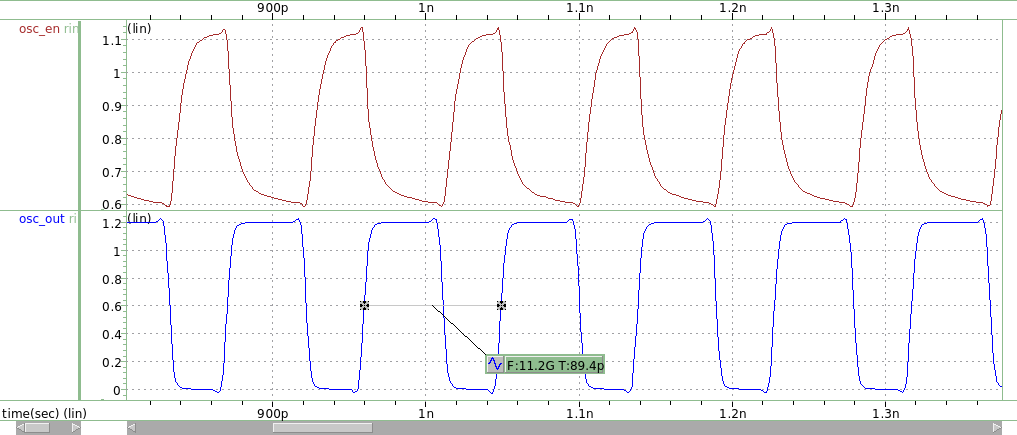 900p 1n 1.1n 1.2n 1.3n
osc_en rin
(lin)
1.1
1
0.9
0.8
0.7
0.6
osc_out ri
(lin)
1.2
1
0.8
0.6
0.4
0.2
0
F:11.2G T:89.4p
time(sec) (lin)
900p 1n 1.1n 1.2n 1.3n